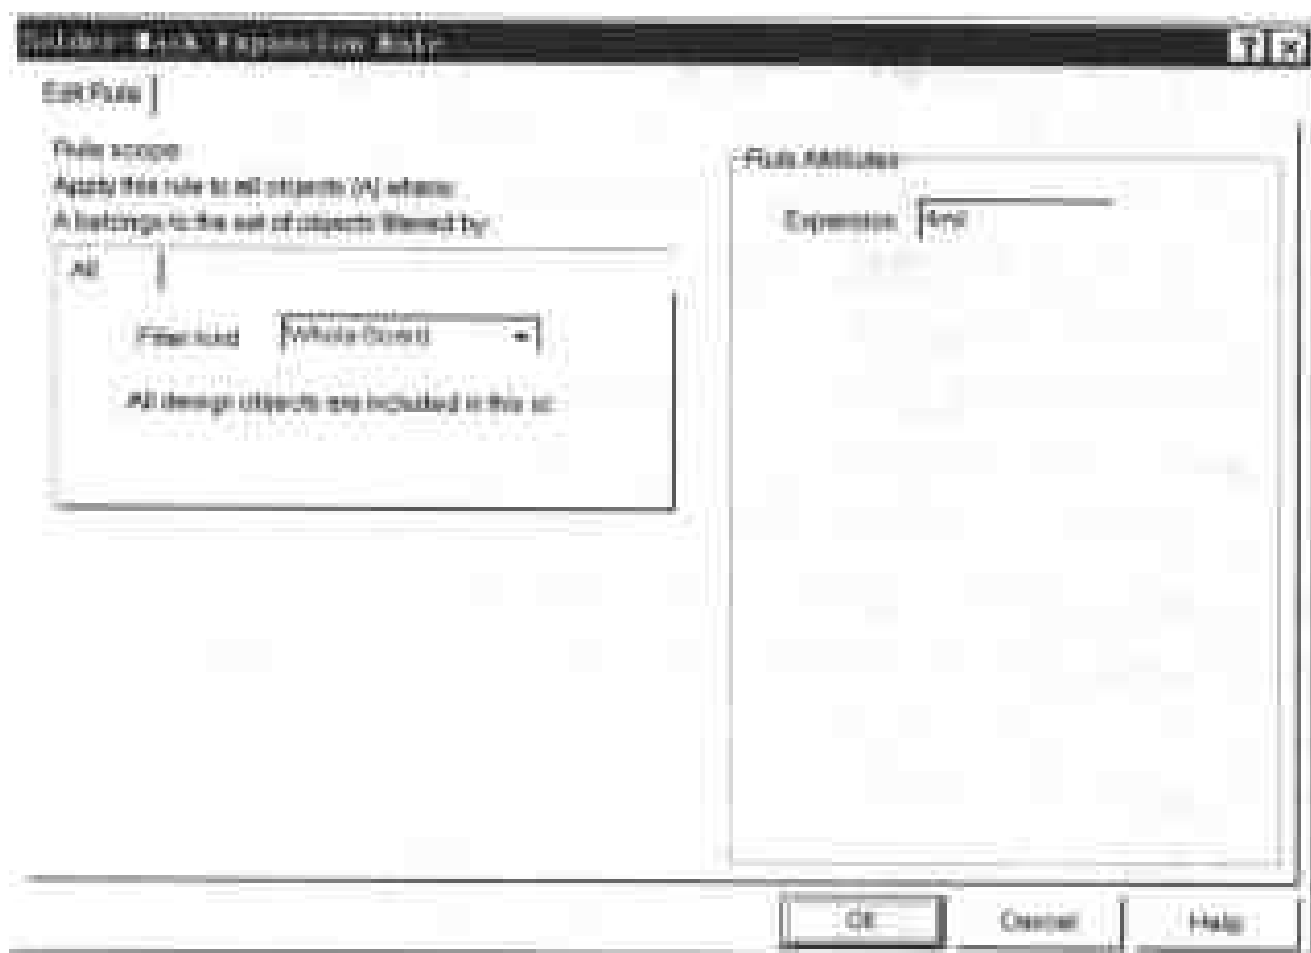 Solder Mask Expansion Rule
Edit Rule
Rule scope
Apply this rule to all objects (A) where:
A belongs to the set of objects filtered by:
All
Filter kind
Whole Board
All design objects are included in this sc
Rule Attributes
Expansion
4mil
OK
Cancel
Help